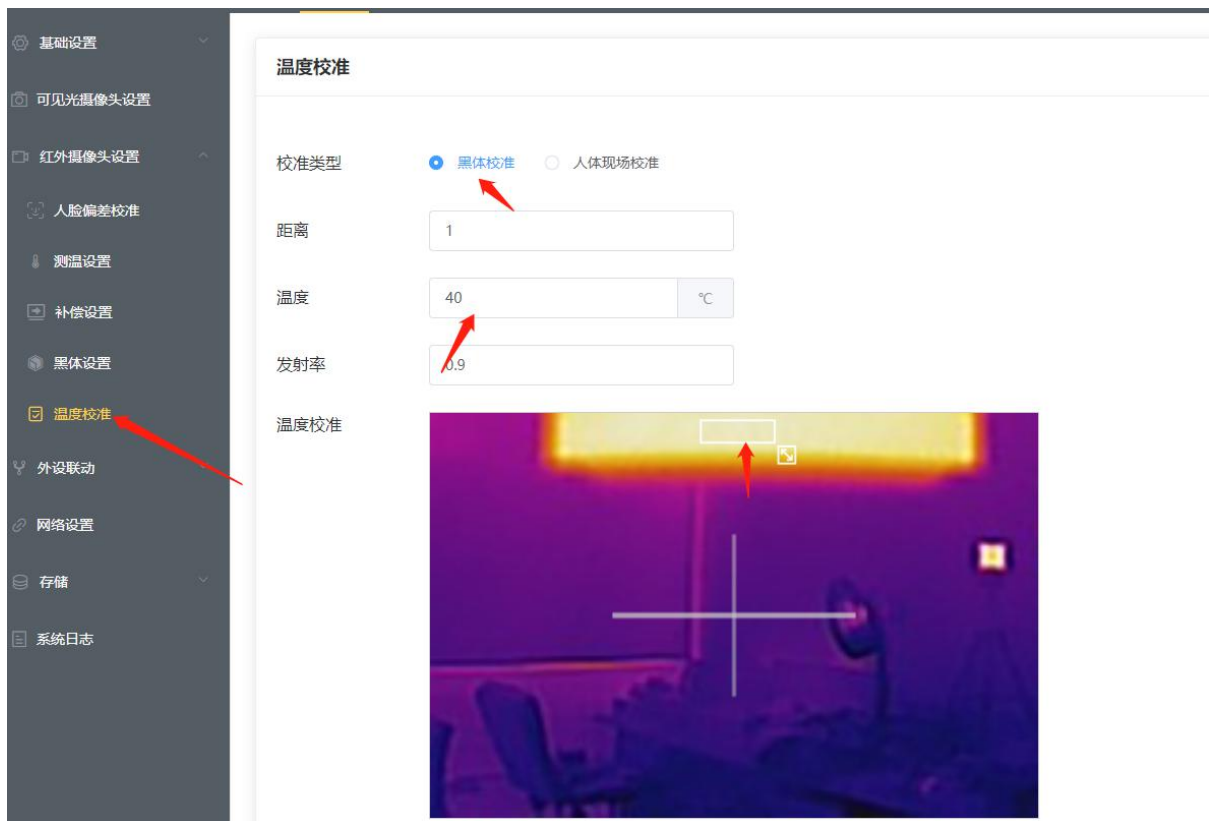 基础设置
可见光摄像头设置
红外摄像头设置
人脸偏差校准
测温设置
补偿设置
黑体设置
温度校准
外设联动
网络设置
存储
系统日志
温度校准
校准类型 黑体校准 人体现场校准
距离 1
温度 40 ℃
发射率 0.9
温度校准